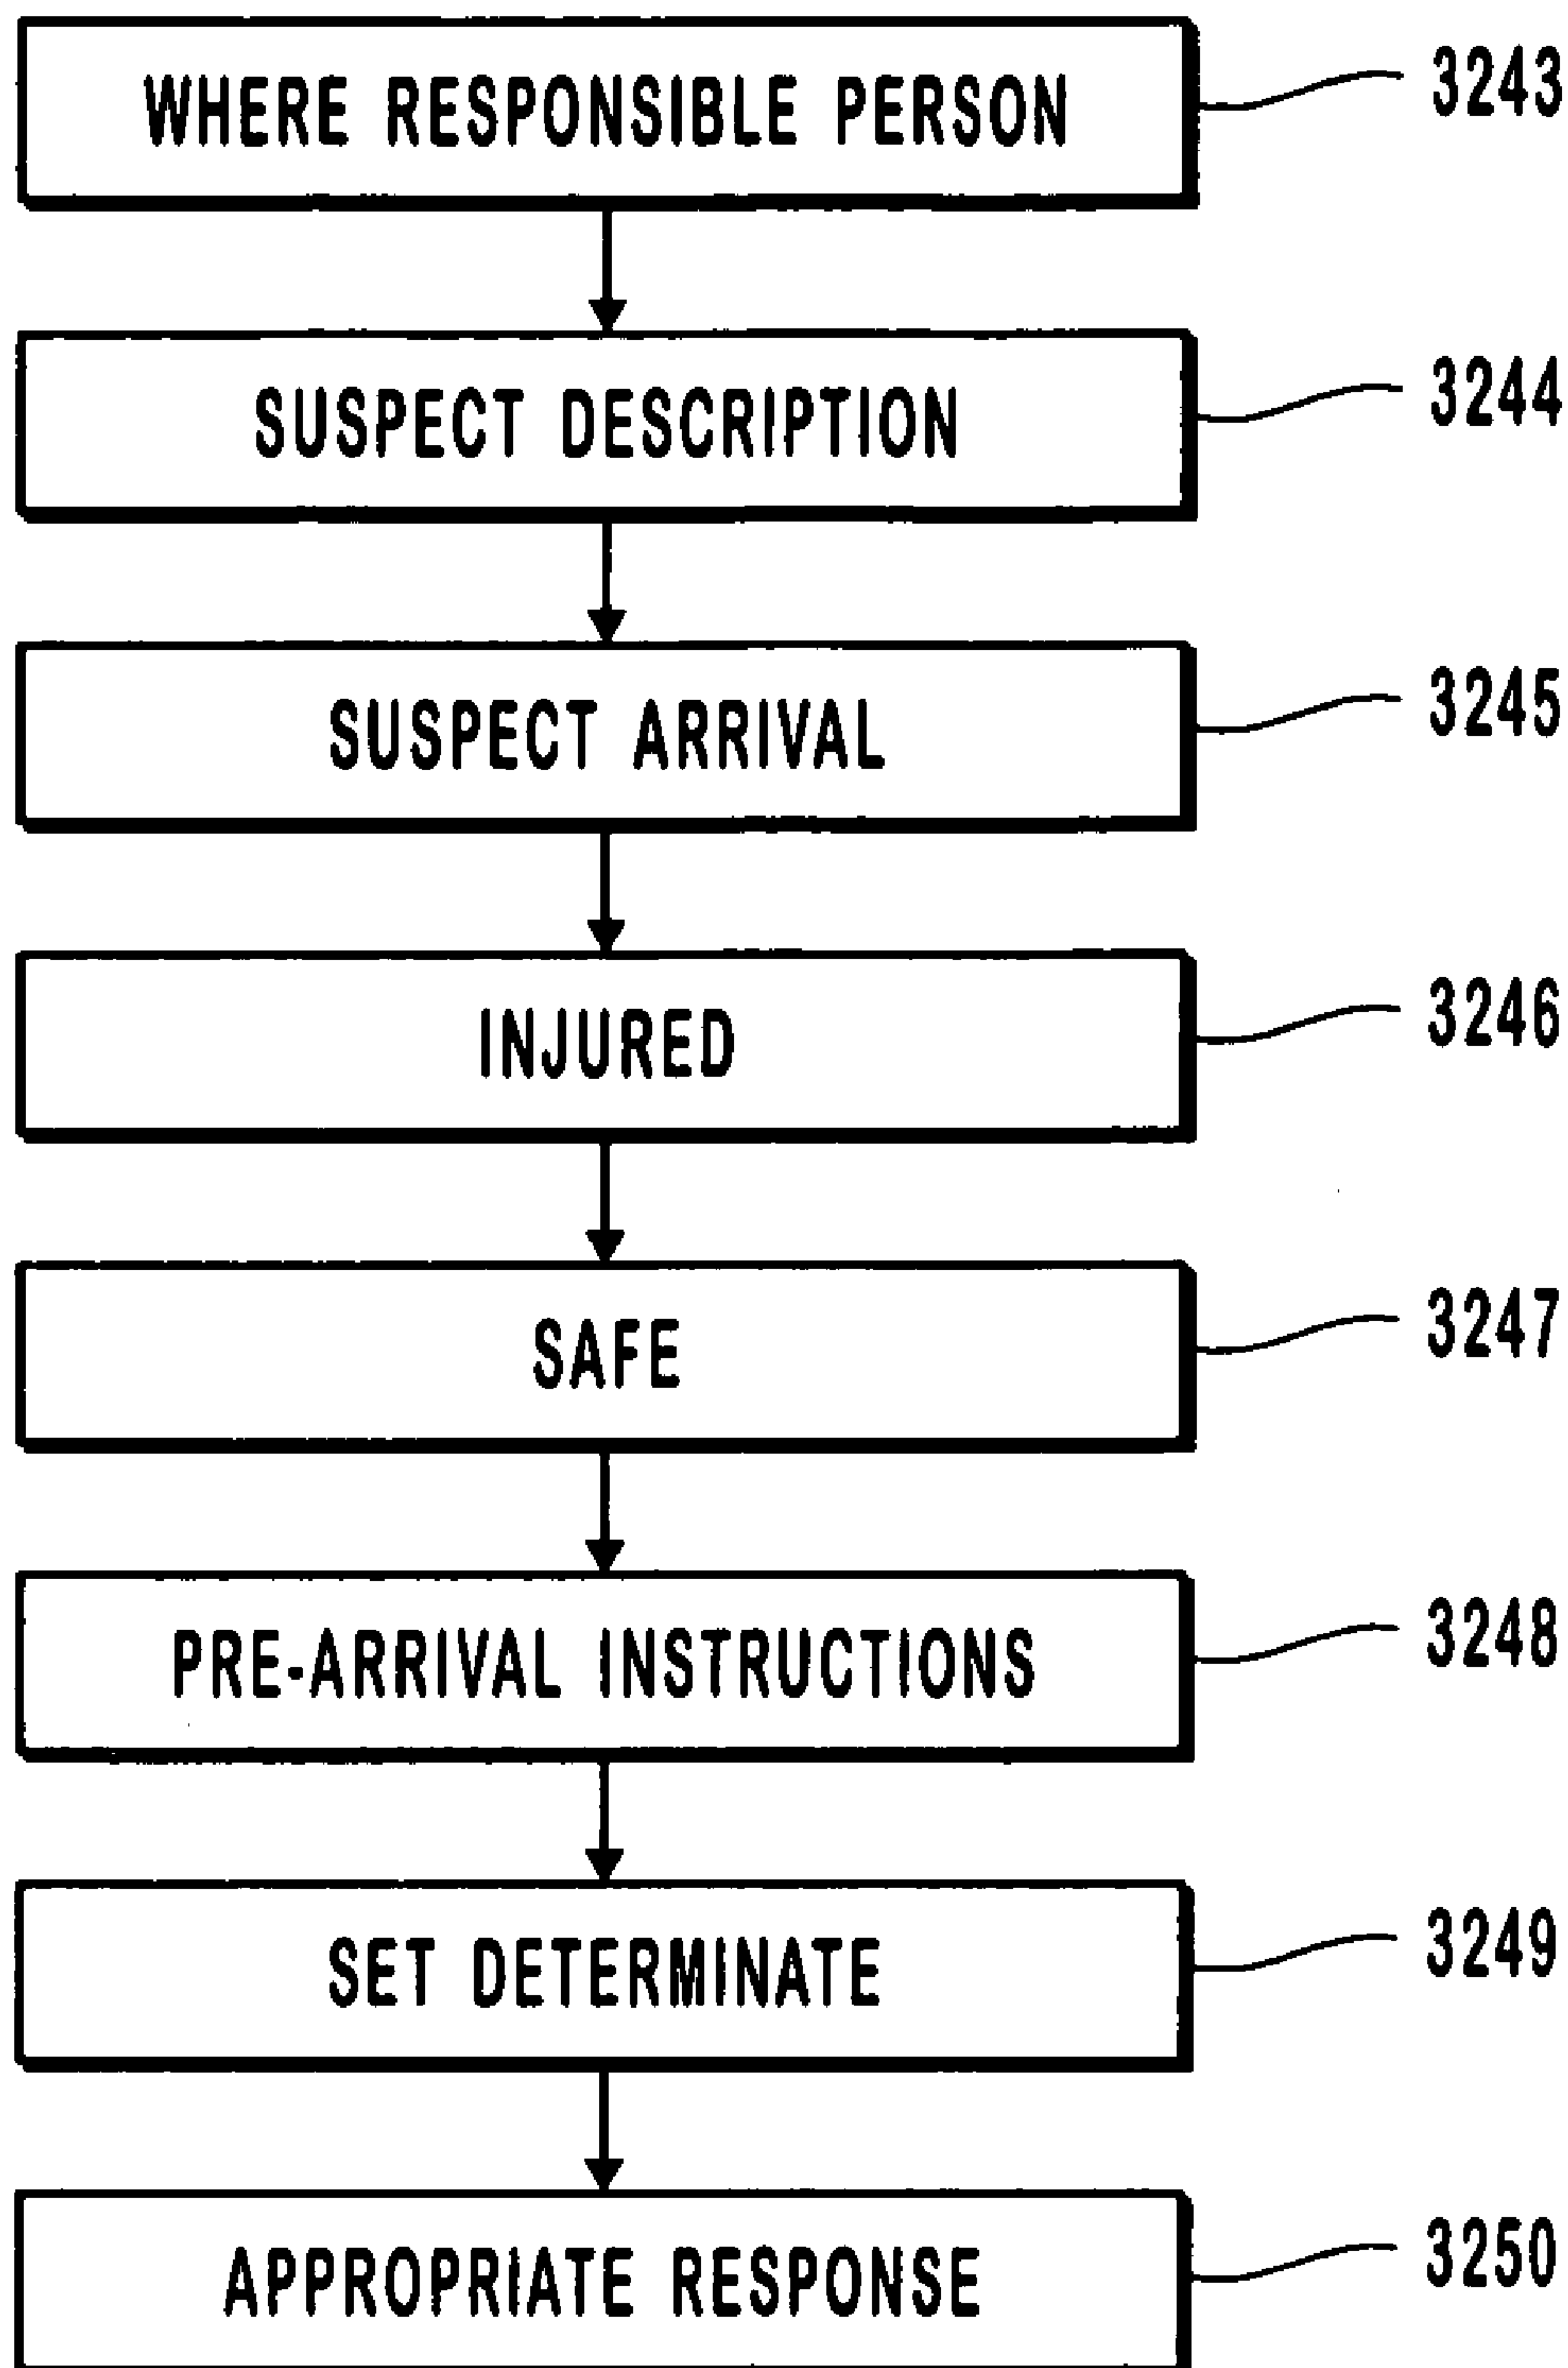 WHERE RESPONSIBLE PERSON 3243
SUSPECT DESCRIPTION 3244
SUSPECT ARRIVAL 3245
INJURED 3246
SAFE 3247
PRE-ARRIVAL INSTRUCTIONS 3248
SET DETERMINATE 3249
APPROPRIATE RESPONSE 3250